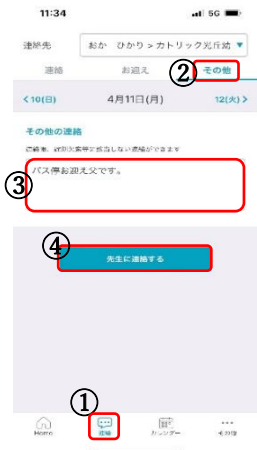 11:34
5G
連絡先
おか ひかり > カトリック光丘幼 ▼
連絡
お迎え
② その他
< 10(日)
4月11日(月)
12(火) >
その他の連絡
バス停お迎え父です。
③
④
先生に連絡する
①
Home
連絡
カレンダー
その他